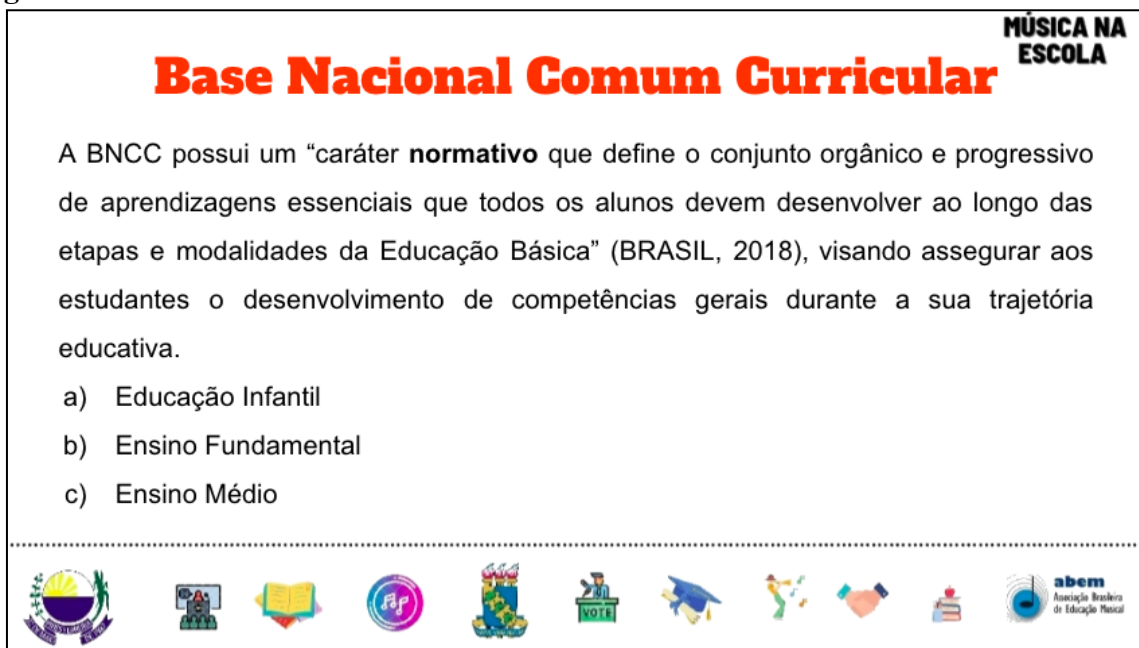 MÚSICA NA
ESCOLA
Base Nacional Comum Curricular
A BNCC possui um “caráter normativo que define o conjunto orgânico e progressivo
de aprendizagens essenciais que todos os alunos devem desenvolver ao longo das
etapas e modalidades da Educação Básica” (BRASIL, 2018), visando assegurar aos
estudantes o desenvolvimento de competências gerais durante a sua trajetória
educativa.
a) Educação Infantil
b) Ensino Fundamental
c) Ensino Médio
VOTE
abem
Associação Brasileira
de Educação Musical